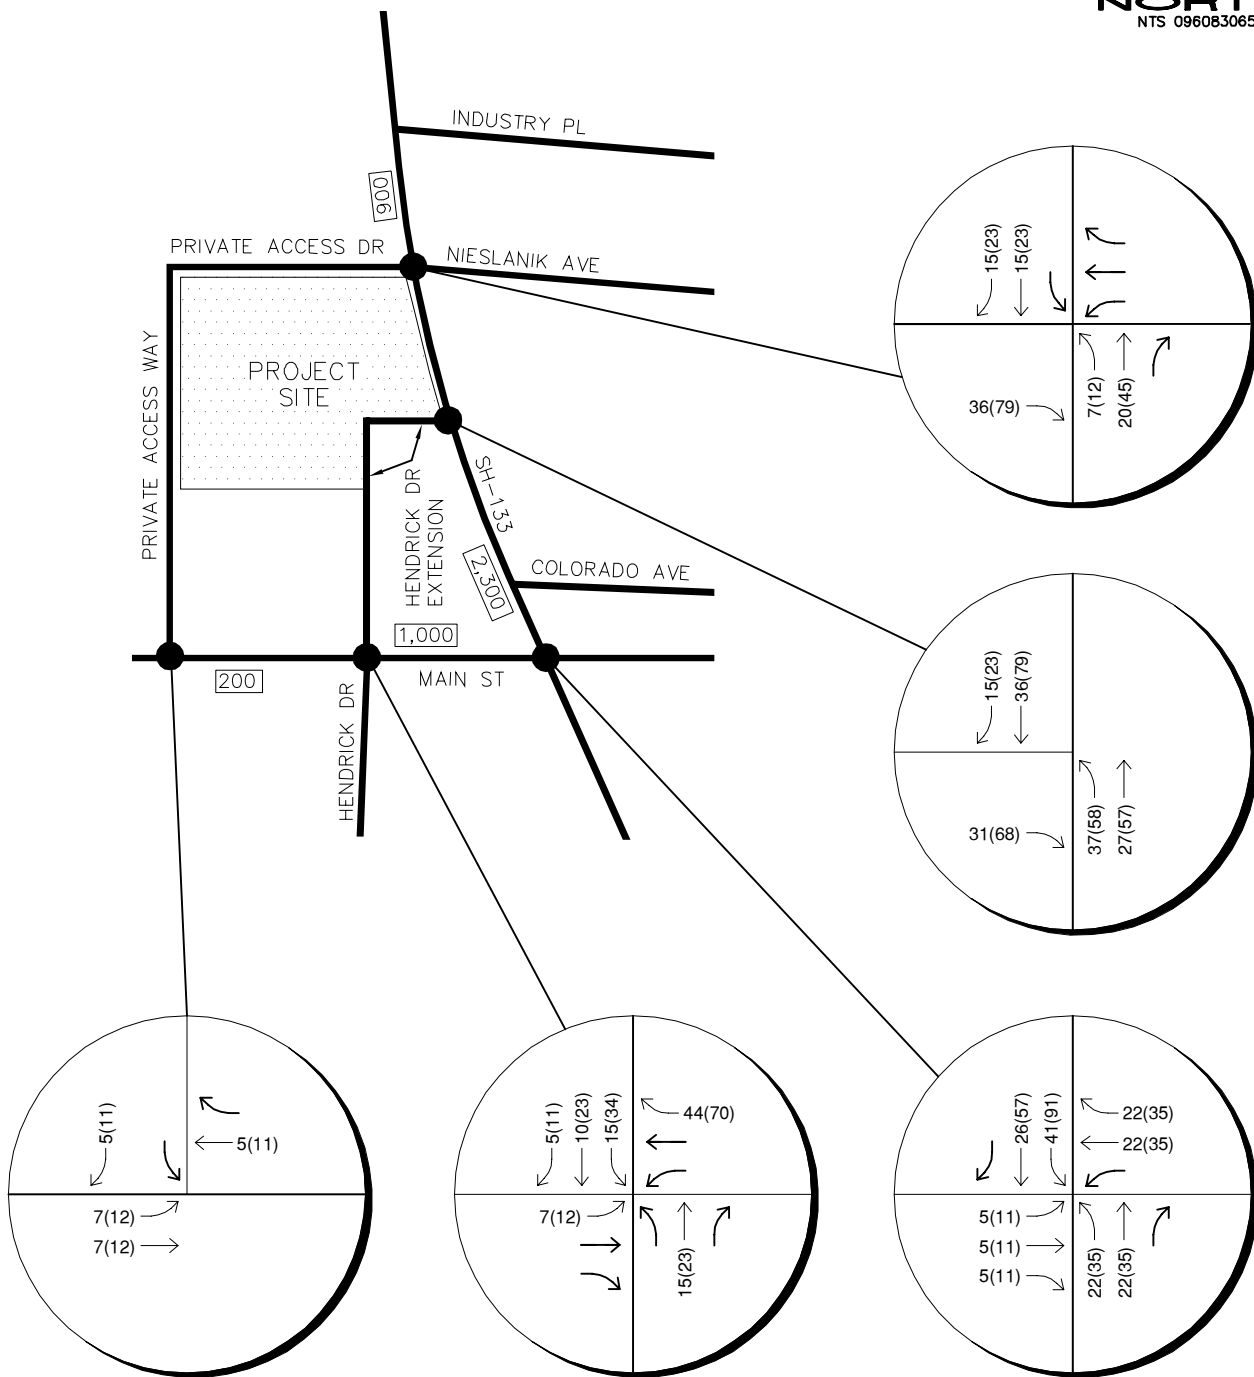 NORTH
NTS 096083065
INDUSTRY PL
900
PRIVATE ACCESS DR
NIESLANIK AVE
PRIVATE ACCESS WAY
PROJECT
SITE
HENDRICK DR
EXTENSION
SH-133
2,300
COLORADO AVE
1,000
200
MAIN ST
HENDRICK DR
15(23)
15(23)
36(79)
7(12)
20(45)
15(23)
36(79)
31(68)
37(58)
27(57)
5(11)
5(11)
7(12)
7(12)
5(11)
10(23)
15(34)
44(70)
7(12)
15(23)
26(57)
41(91)
22(35)
22(35)
5(11)
5(11)
5(11)
22(35)
22(35)